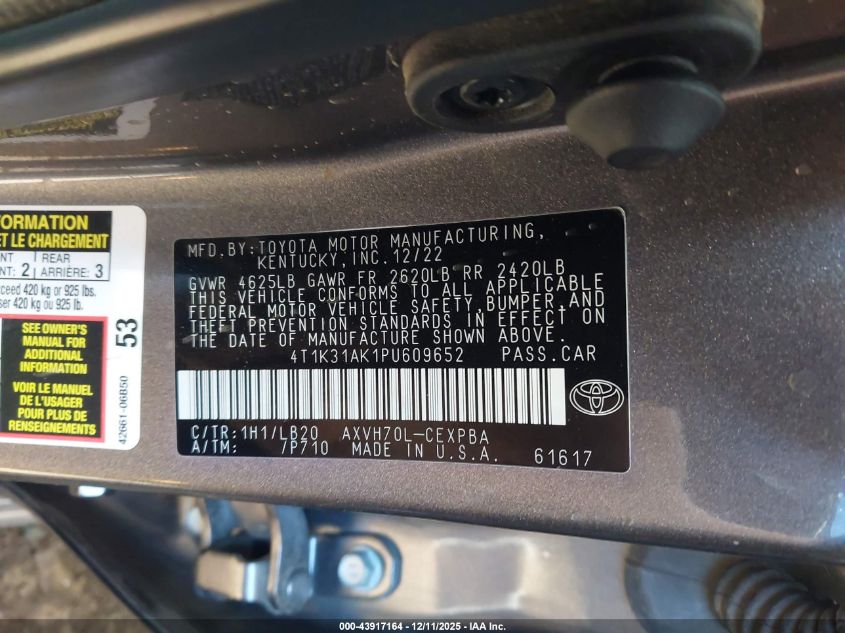 FORMATION
ET LE CHARGEMENT
NT REAR
NT: 2 ARRIÈRE: 3
xceed 420 kg or 925 lbs.
ser 420 kg ou 925 lb.
SEE OWNER'S
MANUAL FOR
ADDITIONAL
INFORMATION
VOIR LE MANUEL
DE L'USAGER
POUR PLUS DE
RENSEIGNEMENTS
53
42661-06B50
MFD. BY: TOYOTA MOTOR MANUFACTURING,
KENTUCKY, INC. 12/22
GVWR 4625LB GAWR FR 2620LB RR 2420LB
THIS VEHICLE CONFORMS TO ALL APPLICABLE
FEDERAL MOTOR VEHICLE SAFETY, BUMPER, AND
THEFT PREVENTION STANDARDS IN EFFECT ON
THE DATE OF MANUFACTURE SHOWN ABOVE.
4T1K31AK1PU609652 PASS.CAR
C/TR: 1H1/LB20 AXVH70L-CEXPBA
A/TM: /P710 MADE IN U.S.A. 61617
000-43917164 - 12/11/2025 - IAA Inc.